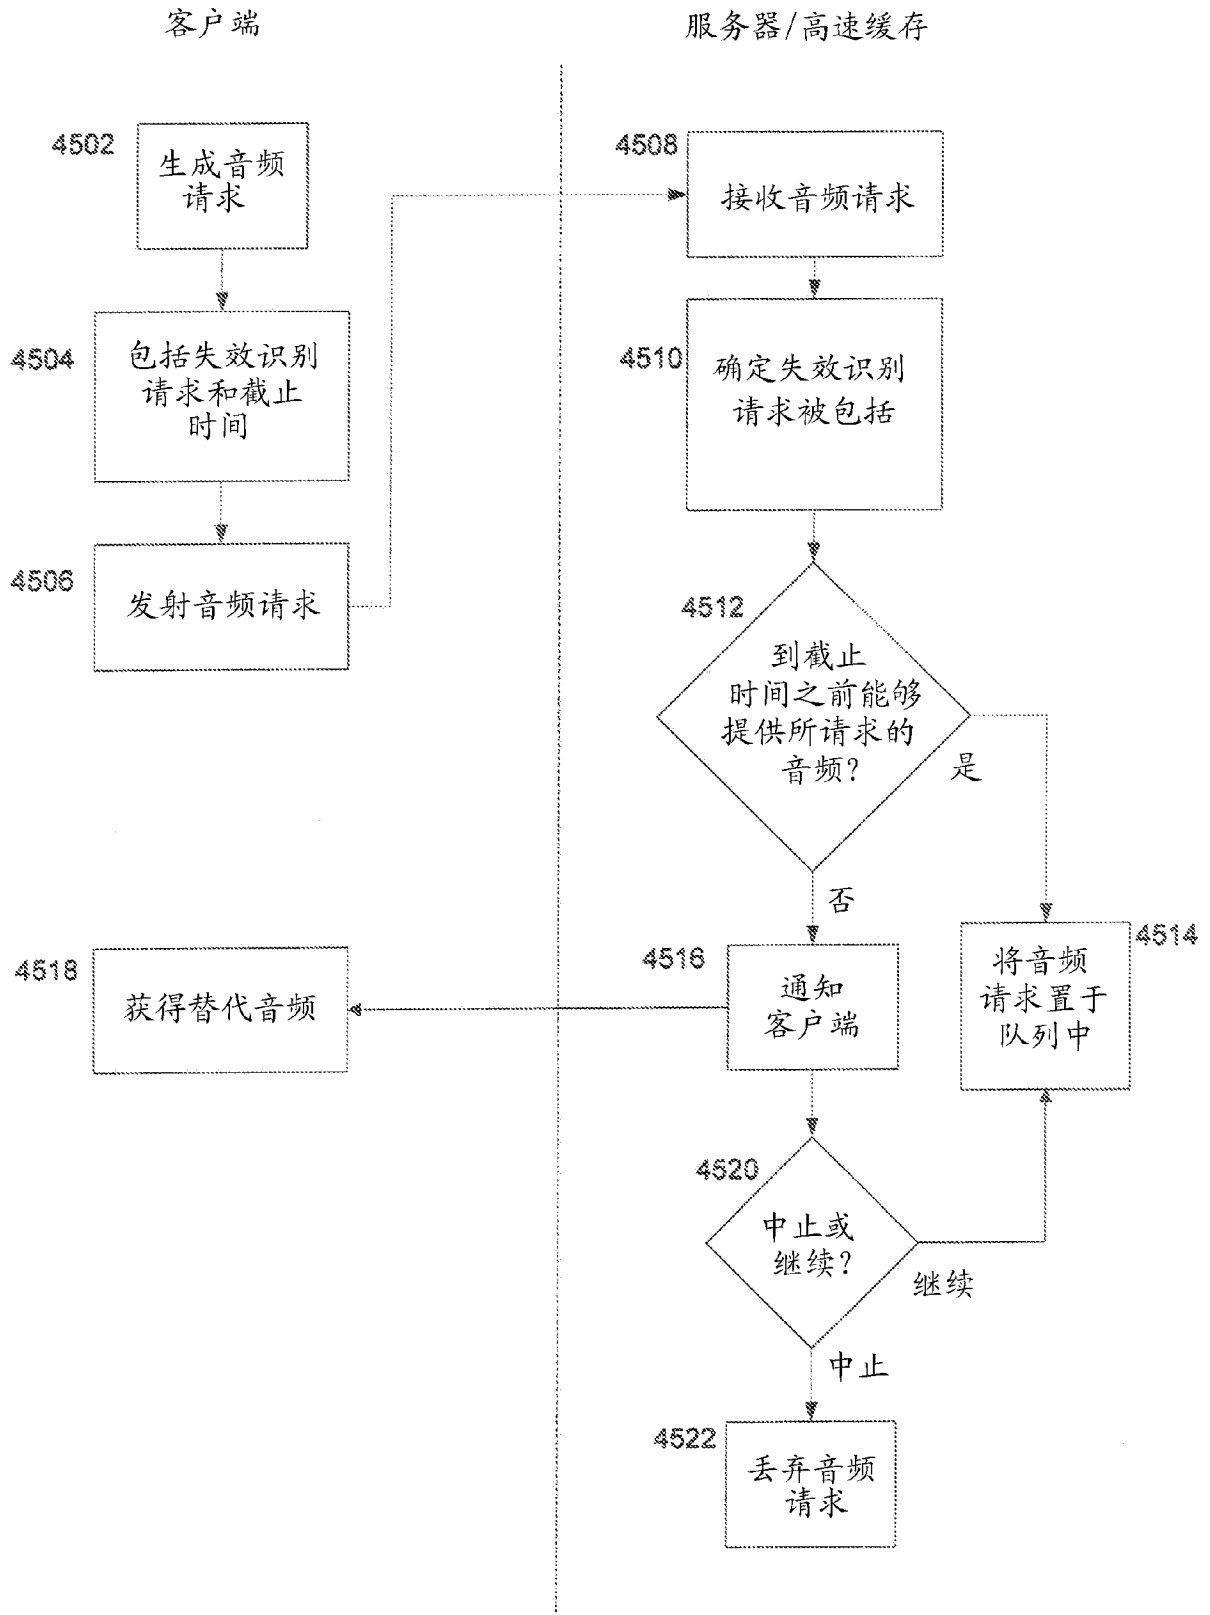 客户端
服务器/高速缓存
4502
生成音频
请求
4504
包括失效识别
请求和截止
时间
4506
发射音频请求
4508
接收音频请求
4510
确定失效识别
请求被包括
4512
到截止
时间之前能够
提供所请求的
音频?
是
否
4514
将音频
请求置于
队列中
4516
通知
客户端
4518
获得替代音频
4520
中止或
继续?
继续
中止
4522
丢弃音频
请求